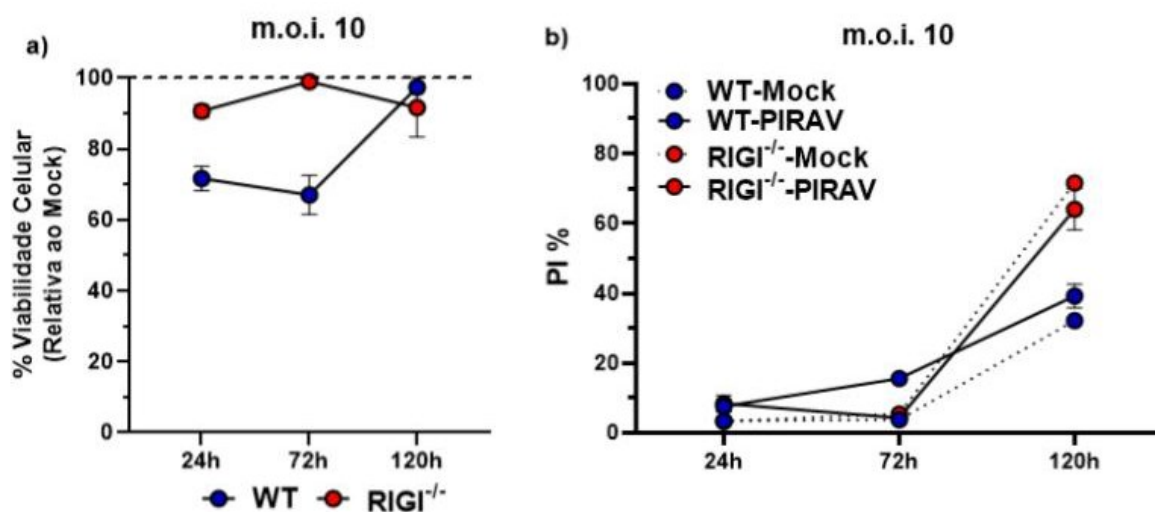 a)
m.o.i. 10
% Viabilidade Celular
(Relativa ao Mock)
100
80
60
40
20
0
24h 72h 120h
WT RIGI-/-
b)
m.o.i. 10
PI %
100
80
60
40
20
0
WT-Mock
WT-PIRAV
RIGI-/--Mock
RIGI-/--PIRAV
24h 72h 120h